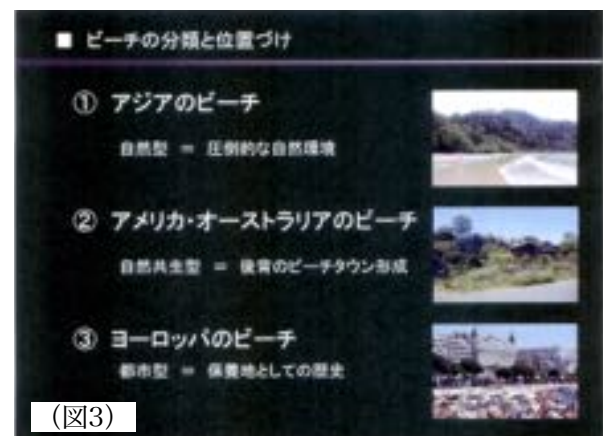 ■ ビーチの分類と位置づけ
① アジアのビーチ
自然型 = 圧倒的な自然環境
② アメリカ・オーストラリアのビーチ
自然共生型 = 後背のビーチタウン形成
③ ヨーロッパのビーチ
都市型 = 保養地としての歴史
(図3)